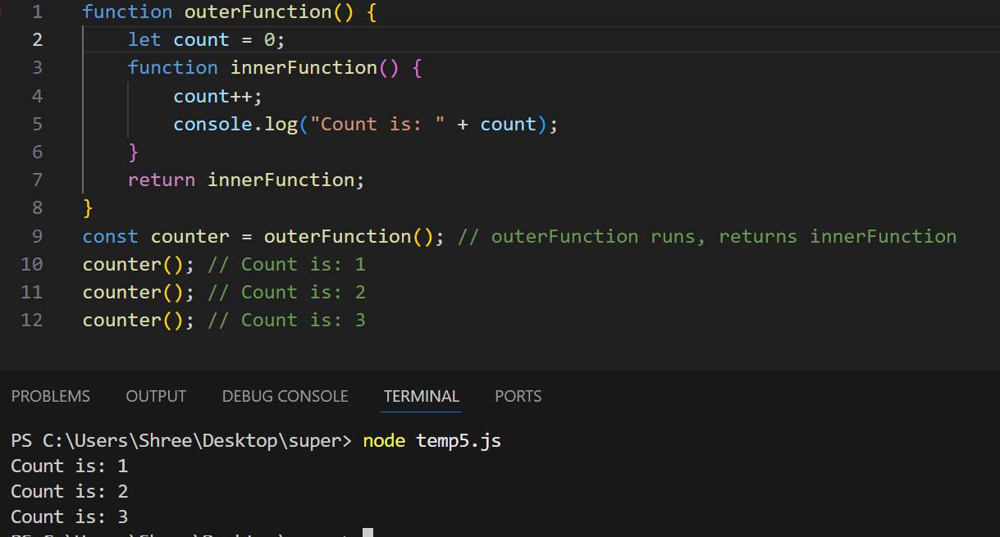 1 function outerFunction() {
2 let count = 0;
3 function innerFunction() {
4 count++;
5 console.log("Count is: " + count);
6 }
7 return innerFunction;
8 }
9 const counter = outerFunction(); // outerFunction runs, returns innerFunction
10 counter(); // Count is: 1
11 counter(); // Count is: 2
12 counter(); // Count is: 3
PROBLEMS OUTPUT DEBUG CONSOLE TERMINAL PORTS
PS C:\Users\Shree\Desktop\super> node temp5.js
Count is: 1
Count is: 2
Count is: 3